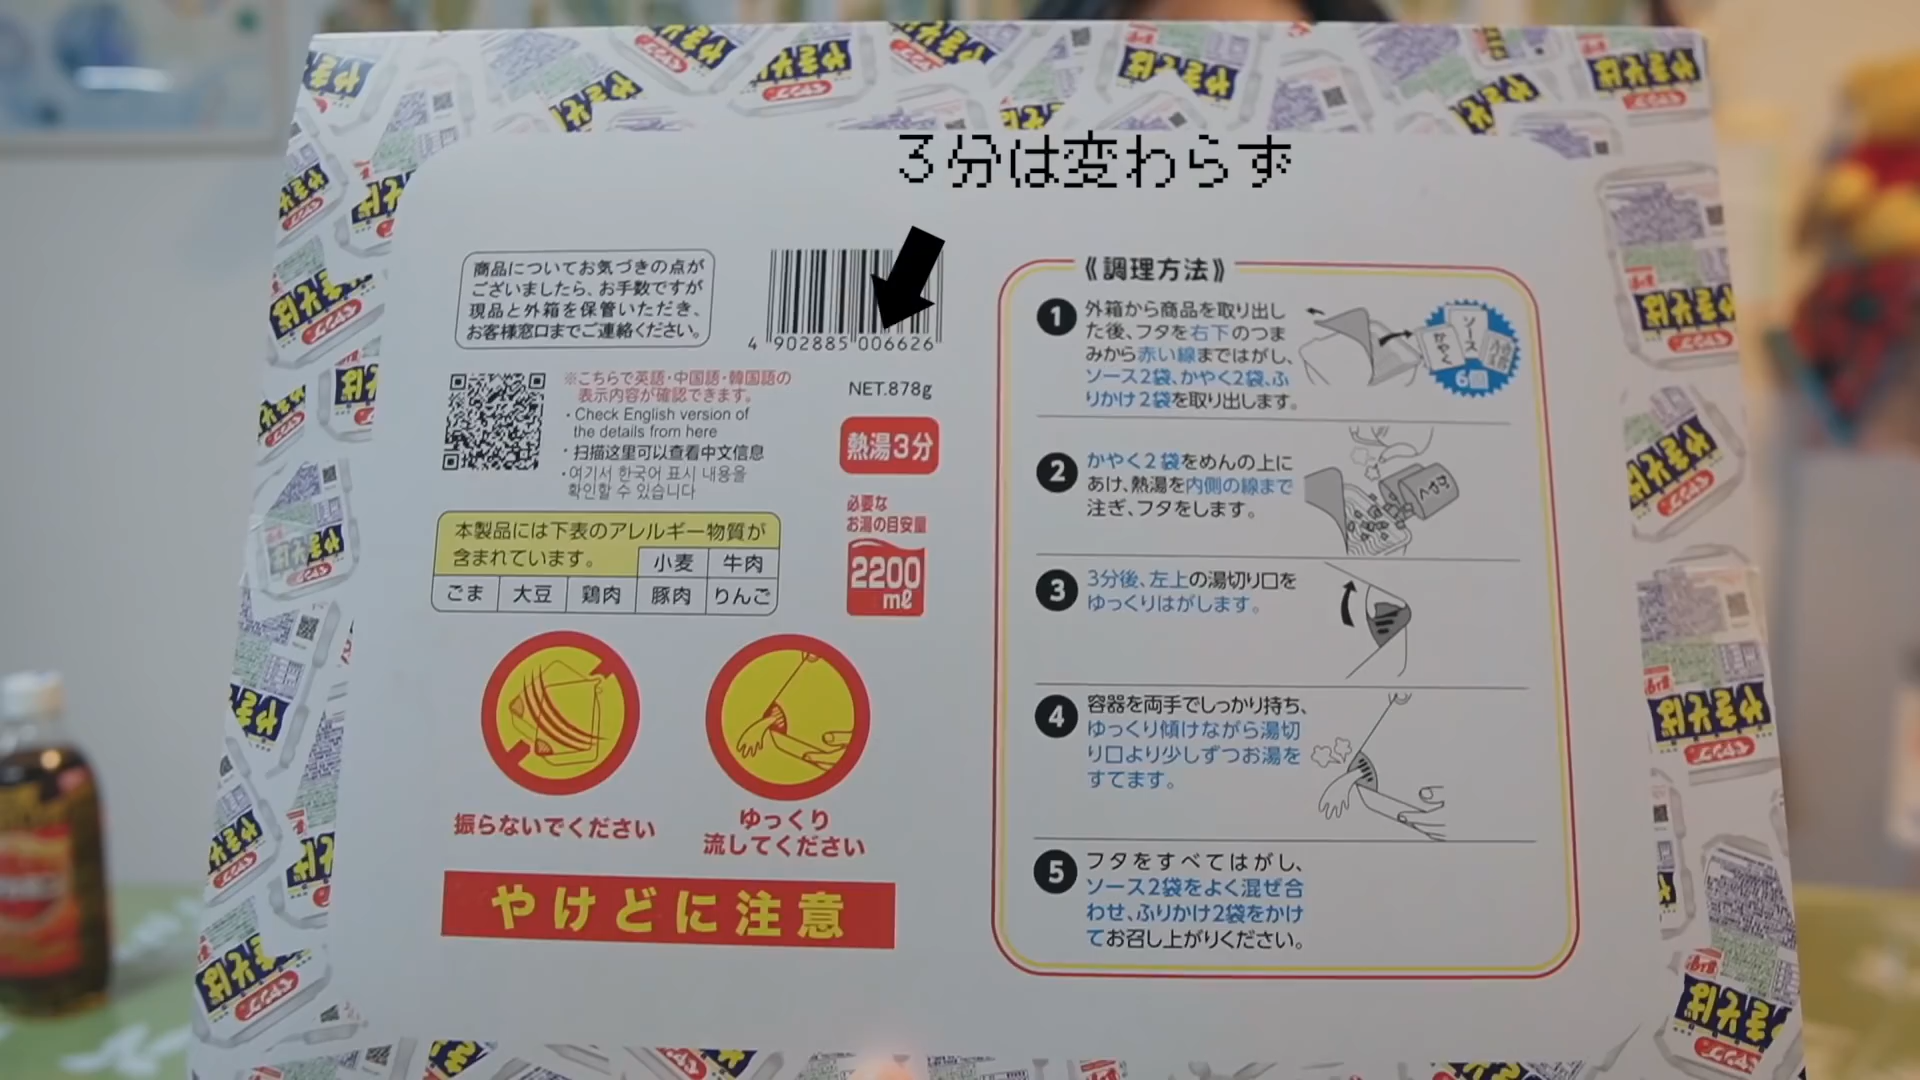 3分は変わらず
商品についてお気づきの点が
ございましたら、お手数ですが
現品と外箱を保管いただき、
お客様窓口までご連絡ください。
4 902885 006626
※こちらで英語・中国語・韓国語の
表示内容が確認できます。
・Check English version of
the details from here
・扫描这里可以查看中文信息
・여기서 한국어 표시 내용을
확인할 수 있습니다
NET.878g
熱湯3分
必要な
お湯の目安量
2200
mℓ
本製品には下表のアレルギー物質が
含まれています。
小麦 牛肉
ごま 大豆 鶏肉 豚肉 りんご
振らないでください
ゆっくり
流してください
やけどに注意
《調理方法》
1 外箱から商品を取り出し
た後、フタを右下のつま
みから赤い線まではがし、
ソース2袋、かやく2袋、ふ
りかけ2袋を取り出します。
ソース
かやく
6個
2 かやく2袋をめんの上に
あけ、熱湯を内側の線まで
注ぎ、フタをします。
かやく
3 3分後、左上の湯切り口を
ゆっくりはがします。
4 容器を両手でしっかり持ち、
ゆっくり傾けながら湯切
り口より少しずつお湯を
すてます。
5 フタをすべてはがし、
ソース2袋をよく混ぜ合
わせ、ふりかけ2袋をかけ
てお召し上がりください。
やきそば
ペヤング